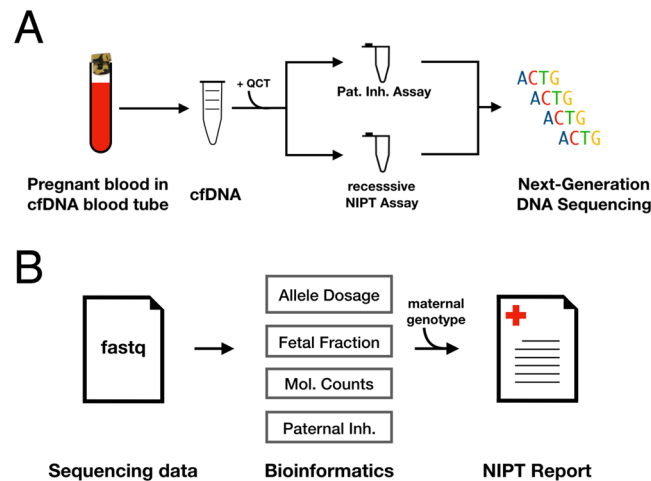 A
+ QCT
Pat. Inh. Assay
ACTG
ACTG
ACTG
ACTG
Pregnant blood in
cfDNA blood tube
cfDNA
recesssive
NIPT Assay
Next-Generation
DNA Sequencing
B
fastq
Allele Dosage
Fetal Fraction
Mol. Counts
Paternal Inh.
maternal
genotype
Sequencing data
Bioinformatics
NIPT Report